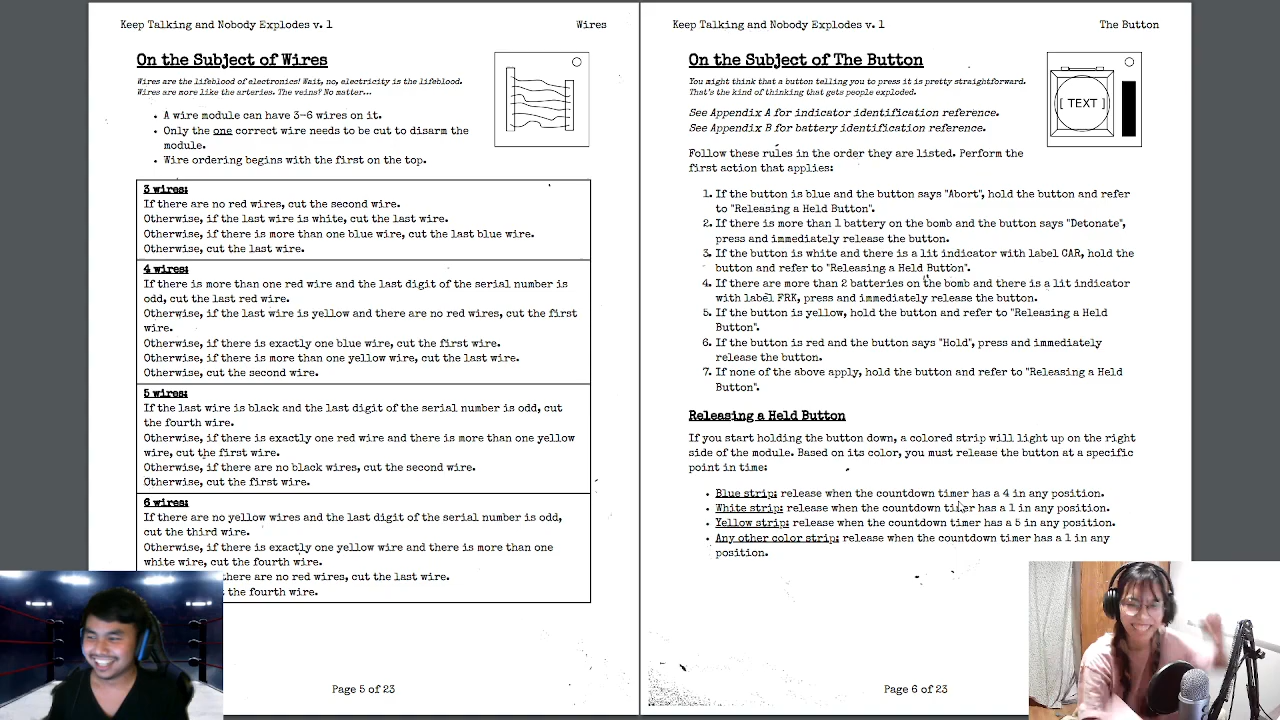 Keep Talking and Nobody Explodes v. 1
Wires
On the Subject of Wires
Wires are the lifeblood of electronics! Wait, no, electricity is the lifeblood.
Wires are more like the arteries. The veins? No matter...
• A wire module can have 3-6 wires on it.
• Only the one correct wire needs to be cut to disarm the
module.
• Wire ordering begins with the first on the top.
3 wires:
If there are no red wires, cut the second wire.
Otherwise, if the last wire is white, cut the last wire.
Otherwise, if there is more than one blue wire, cut the last blue wire.
Otherwise, cut the last wire.
4 wires:
If there is more than one red wire and the last digit of the serial number is
odd, cut the last red wire.
Otherwise, if the last wire is yellow and there are no red wires, cut the first
wire.
Otherwise, if there is exactly one blue wire, cut the first wire.
Otherwise, if there is more than one yellow wire, cut the last wire.
Otherwise, cut the second wire.
5 wires:
If the last wire is black and the last digit of the serial number is odd, cut
the fourth wire.
Otherwise, if there is exactly one red wire and there is more than one yellow
wire, cut the first wire.
Otherwise, if there are no black wires, cut the second wire.
Otherwise, cut the first wire.
6 wires:
If there are no yellow wires and the last digit of the serial number is odd,
cut the third wire.
Otherwise, if there is exactly one yellow wire and there is more than one
white wire, cut the fourth wire.
there are no red wires, cut the last wire.
the fourth wire.
Page 5 of 23
Keep Talking and Nobody Explodes v. 1
The Button
On the Subject of The Button
You might think that a button telling you to press it is pretty straightforward.
That's the kind of thinking that gets people exploded.
[ TEXT ]
See Appendix A for indicator identification reference.
See Appendix B for battery identification reference.
Follow these rules in the order they are listed. Perform the
first action that applies:
1. If the button is blue and the button says "Abort", hold the button and refer
to "Releasing a Held Button".
2. If there is more than 1 battery on the bomb and the button says "Detonate",
press and immediately release the button.
3. If the button is white and there is a lit indicator with label CAR, hold the
button and refer to "Releasing a Held Button".
4. If there are more than 2 batteries on the bomb and there is a lit indicator
with label FRK, press and immediately release the button.
5. If the button is yellow, hold the button and refer to "Releasing a Held
Button".
6. If the button is red and the button says "Hold", press and immediately
release the button.
7. If none of the above apply, hold the button and refer to "Releasing a Held
Button".
Releasing a Held Button
If you start holding the button down, a colored strip will light up on the right
side of the module. Based on its color, you must release the button at a specific
point in time:
• Blue strip: release when the countdown timer has a 4 in any position.
• White strip: release when the countdown timer has a 1 in any position.
• Yellow strip: release when the countdown timer has a 5 in any position.
• Any other color strip: release when the countdown timer has a 1 in any
position.
Page 6 of 23